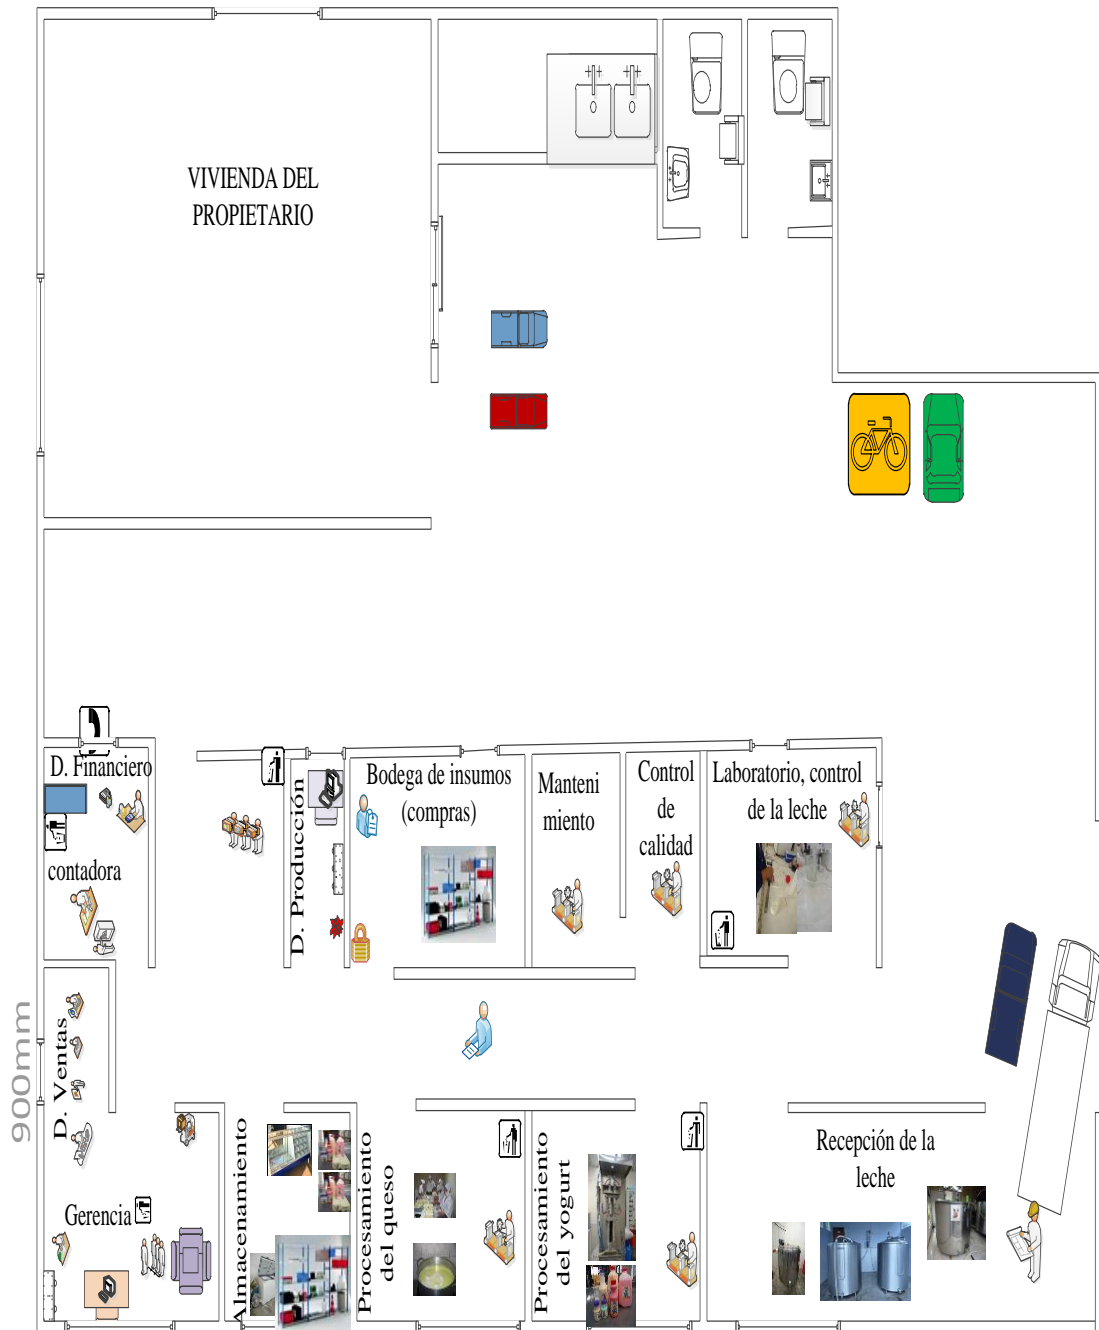 VIVIENDA DEL
PROPIETARIO
D. Financiero
contadora
D. Producción
Bodega de insumos
(compras)
Manteni
miento
Control
de
calidad
Laboratorio, control
de la leche
900mm
D. Ventas
Gerencia
Almacenamiento
Procesamiento
del queso
Procesamiento
del yogurt
Recepción de la
leche